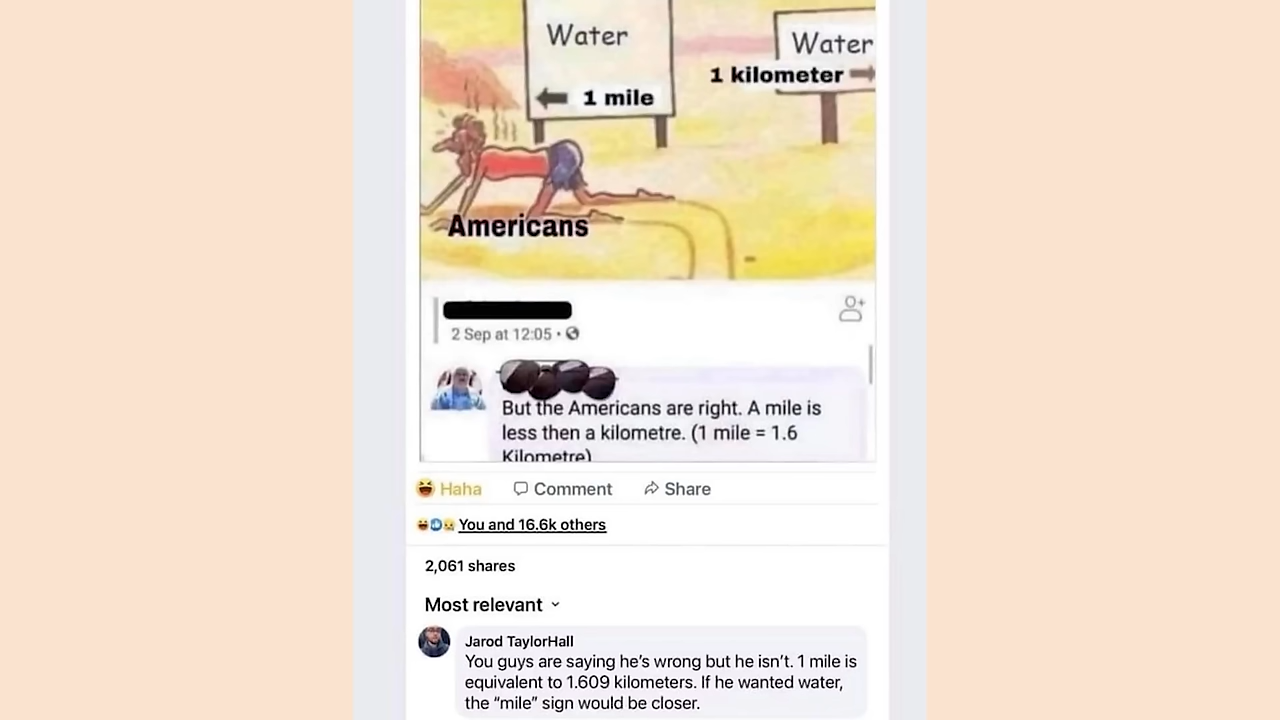 Water
← 1 mile
Water
1 kilometer →
Americans
2 Sep at 12:05 •
But the Americans are right. A mile is
less then a kilometre. (1 mile = 1.6
Kilometre)
Haha
Comment
Share
You and 16.6k others
2,061 shares
Most relevant
Jarod TaylorHall
You guys are saying he's wrong but he isn't. 1 mile is
equivalent to 1.609 kilometers. If he wanted water,
the “mile” sign would be closer.